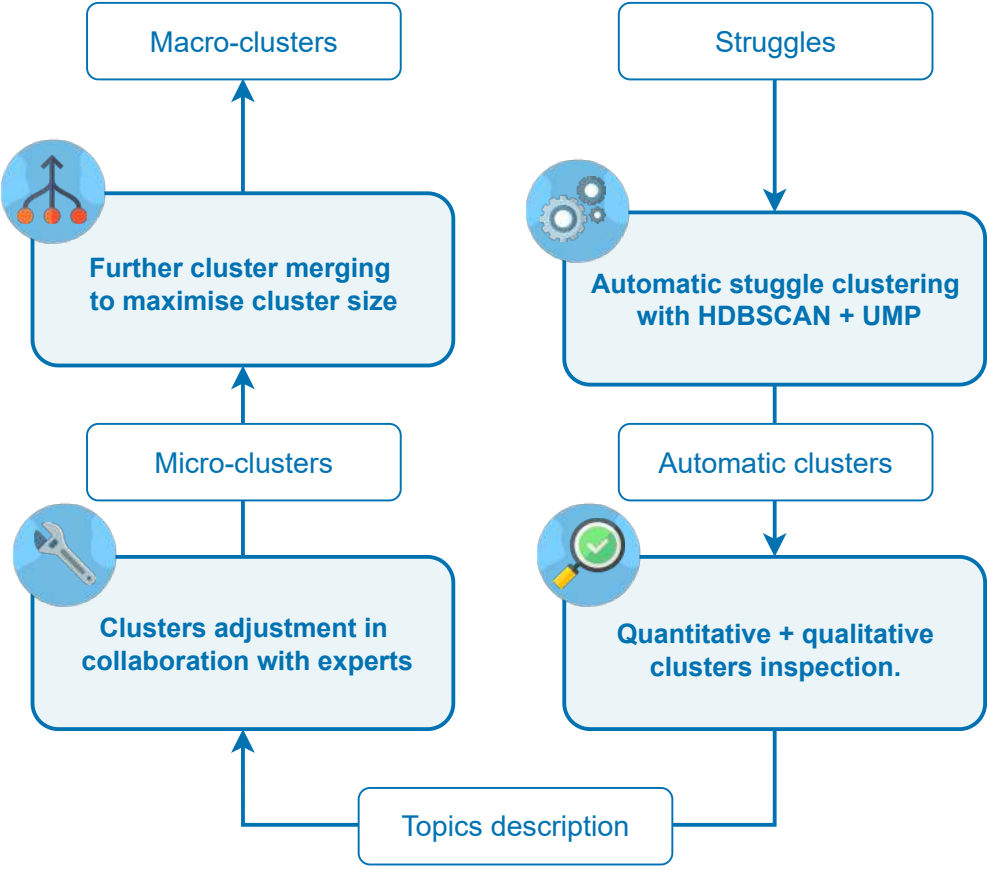 Macro-clusters
Struggles
Further cluster merging
to maximise cluster size
Automatic stuggle clustering
with HDBSCAN + UMP
Micro-clusters
Automatic clusters
Clusters adjustment in
collaboration with experts
Quantitative + qualitative
clusters inspection.
Topics description